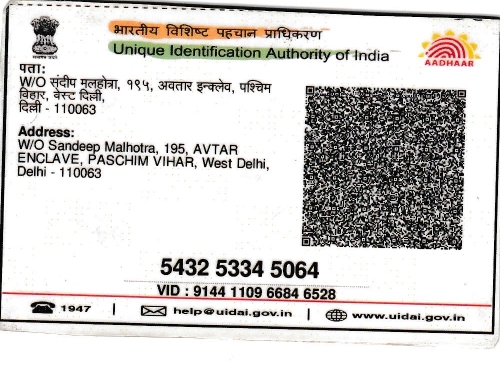 भारतीय विशिष्ट पहचान प्राधिकरण
Unique Identification Authority of India
AADHAAR
पता:
W/O संदीप मलहोत्रा, १९५, अवतार इन्क्लेव, पश्चिम
विहार, वेस्ट दिल्ली,
दिल्ली - 110063
Address:
W/O Sandeep Malhotra, 195, AVTAR
ENCLAVE, PASCHIM VIHAR, West Delhi,
Delhi - 110063
5432 5334 5064
VID : 9144 1109 6684 6528
1947 | help@uidai.gov.in | www.uidai.gov.in